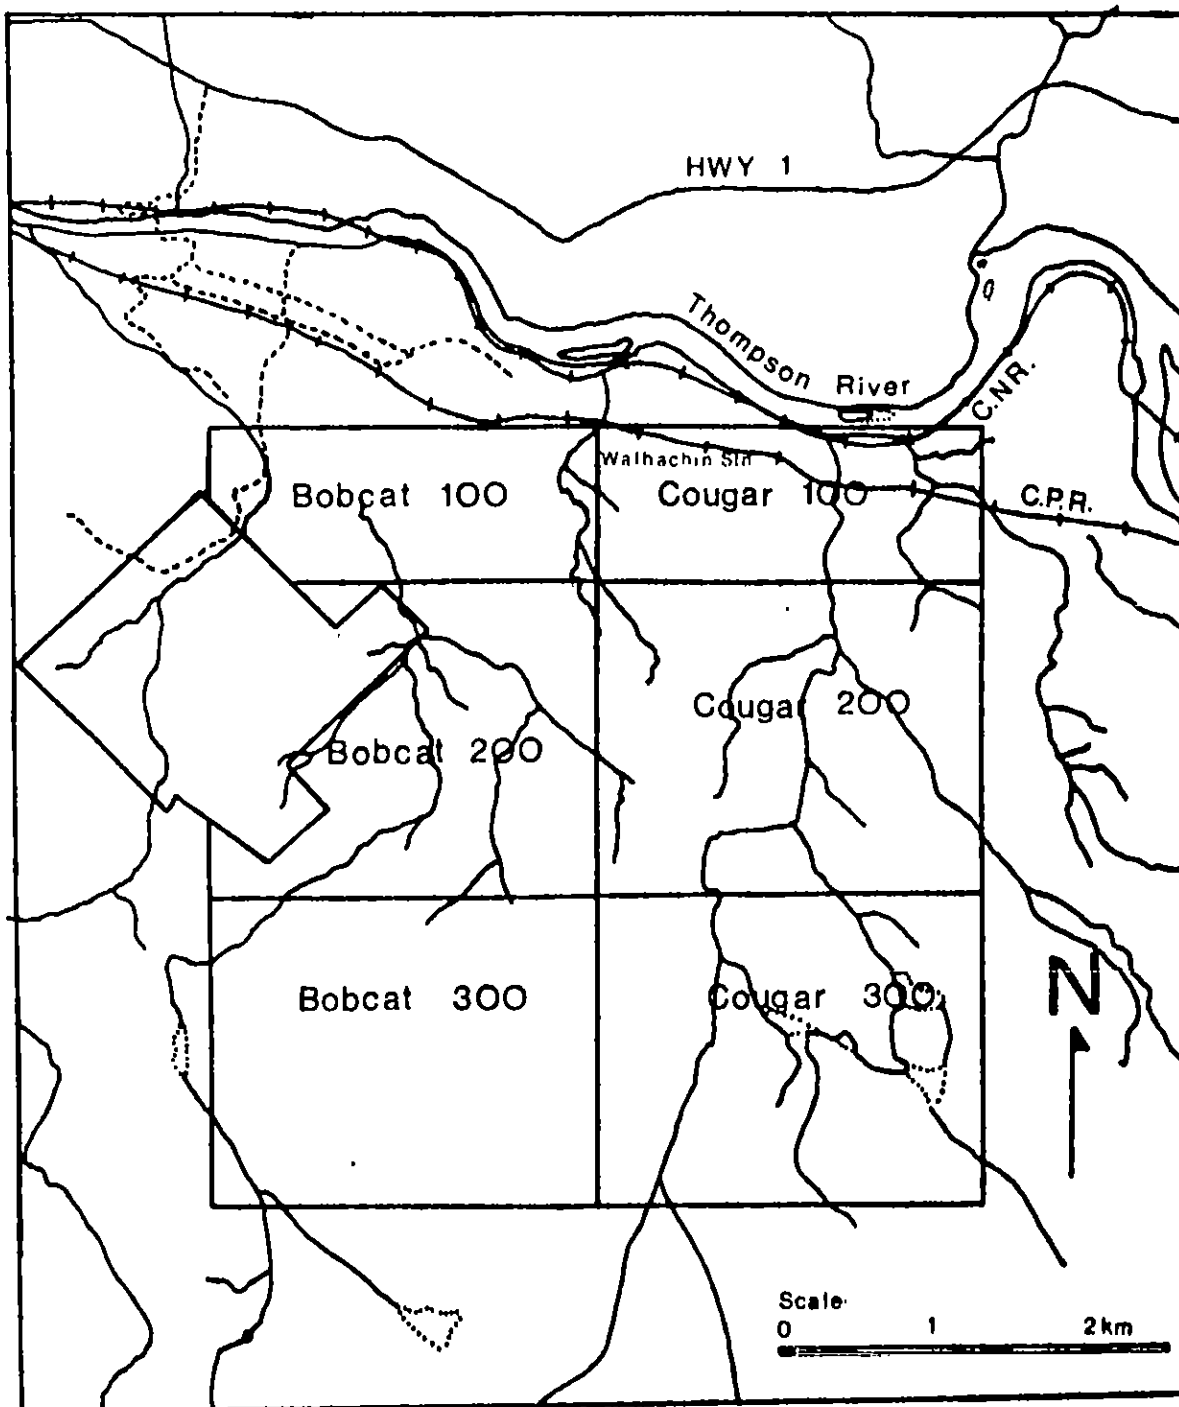 HWY 1
Thompson River
C.N.R.
Walhachin Stn
Bobcat 100
Cougar 100
C.P.R.
Cougar 200
Bobcat 200
Bobcat 300
Cougar 300
N
Scale
0 1 2 km